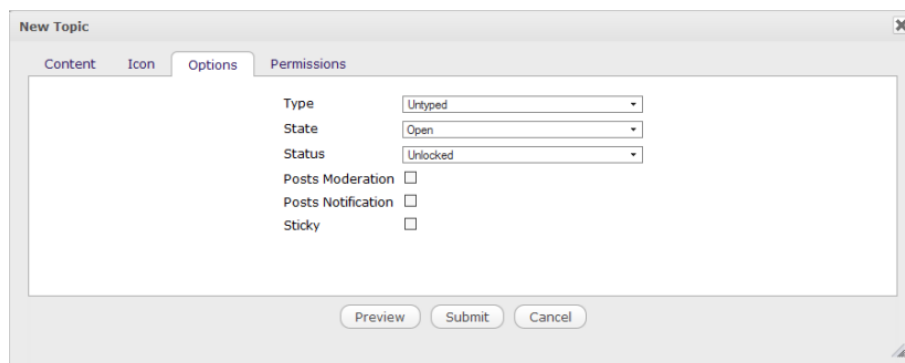 New Topic
Content Icon Options Permissions
Type Untyped
State Open
Status Unlocked
Posts Moderation
Posts Notification
Sticky
Preview Submit Cancel